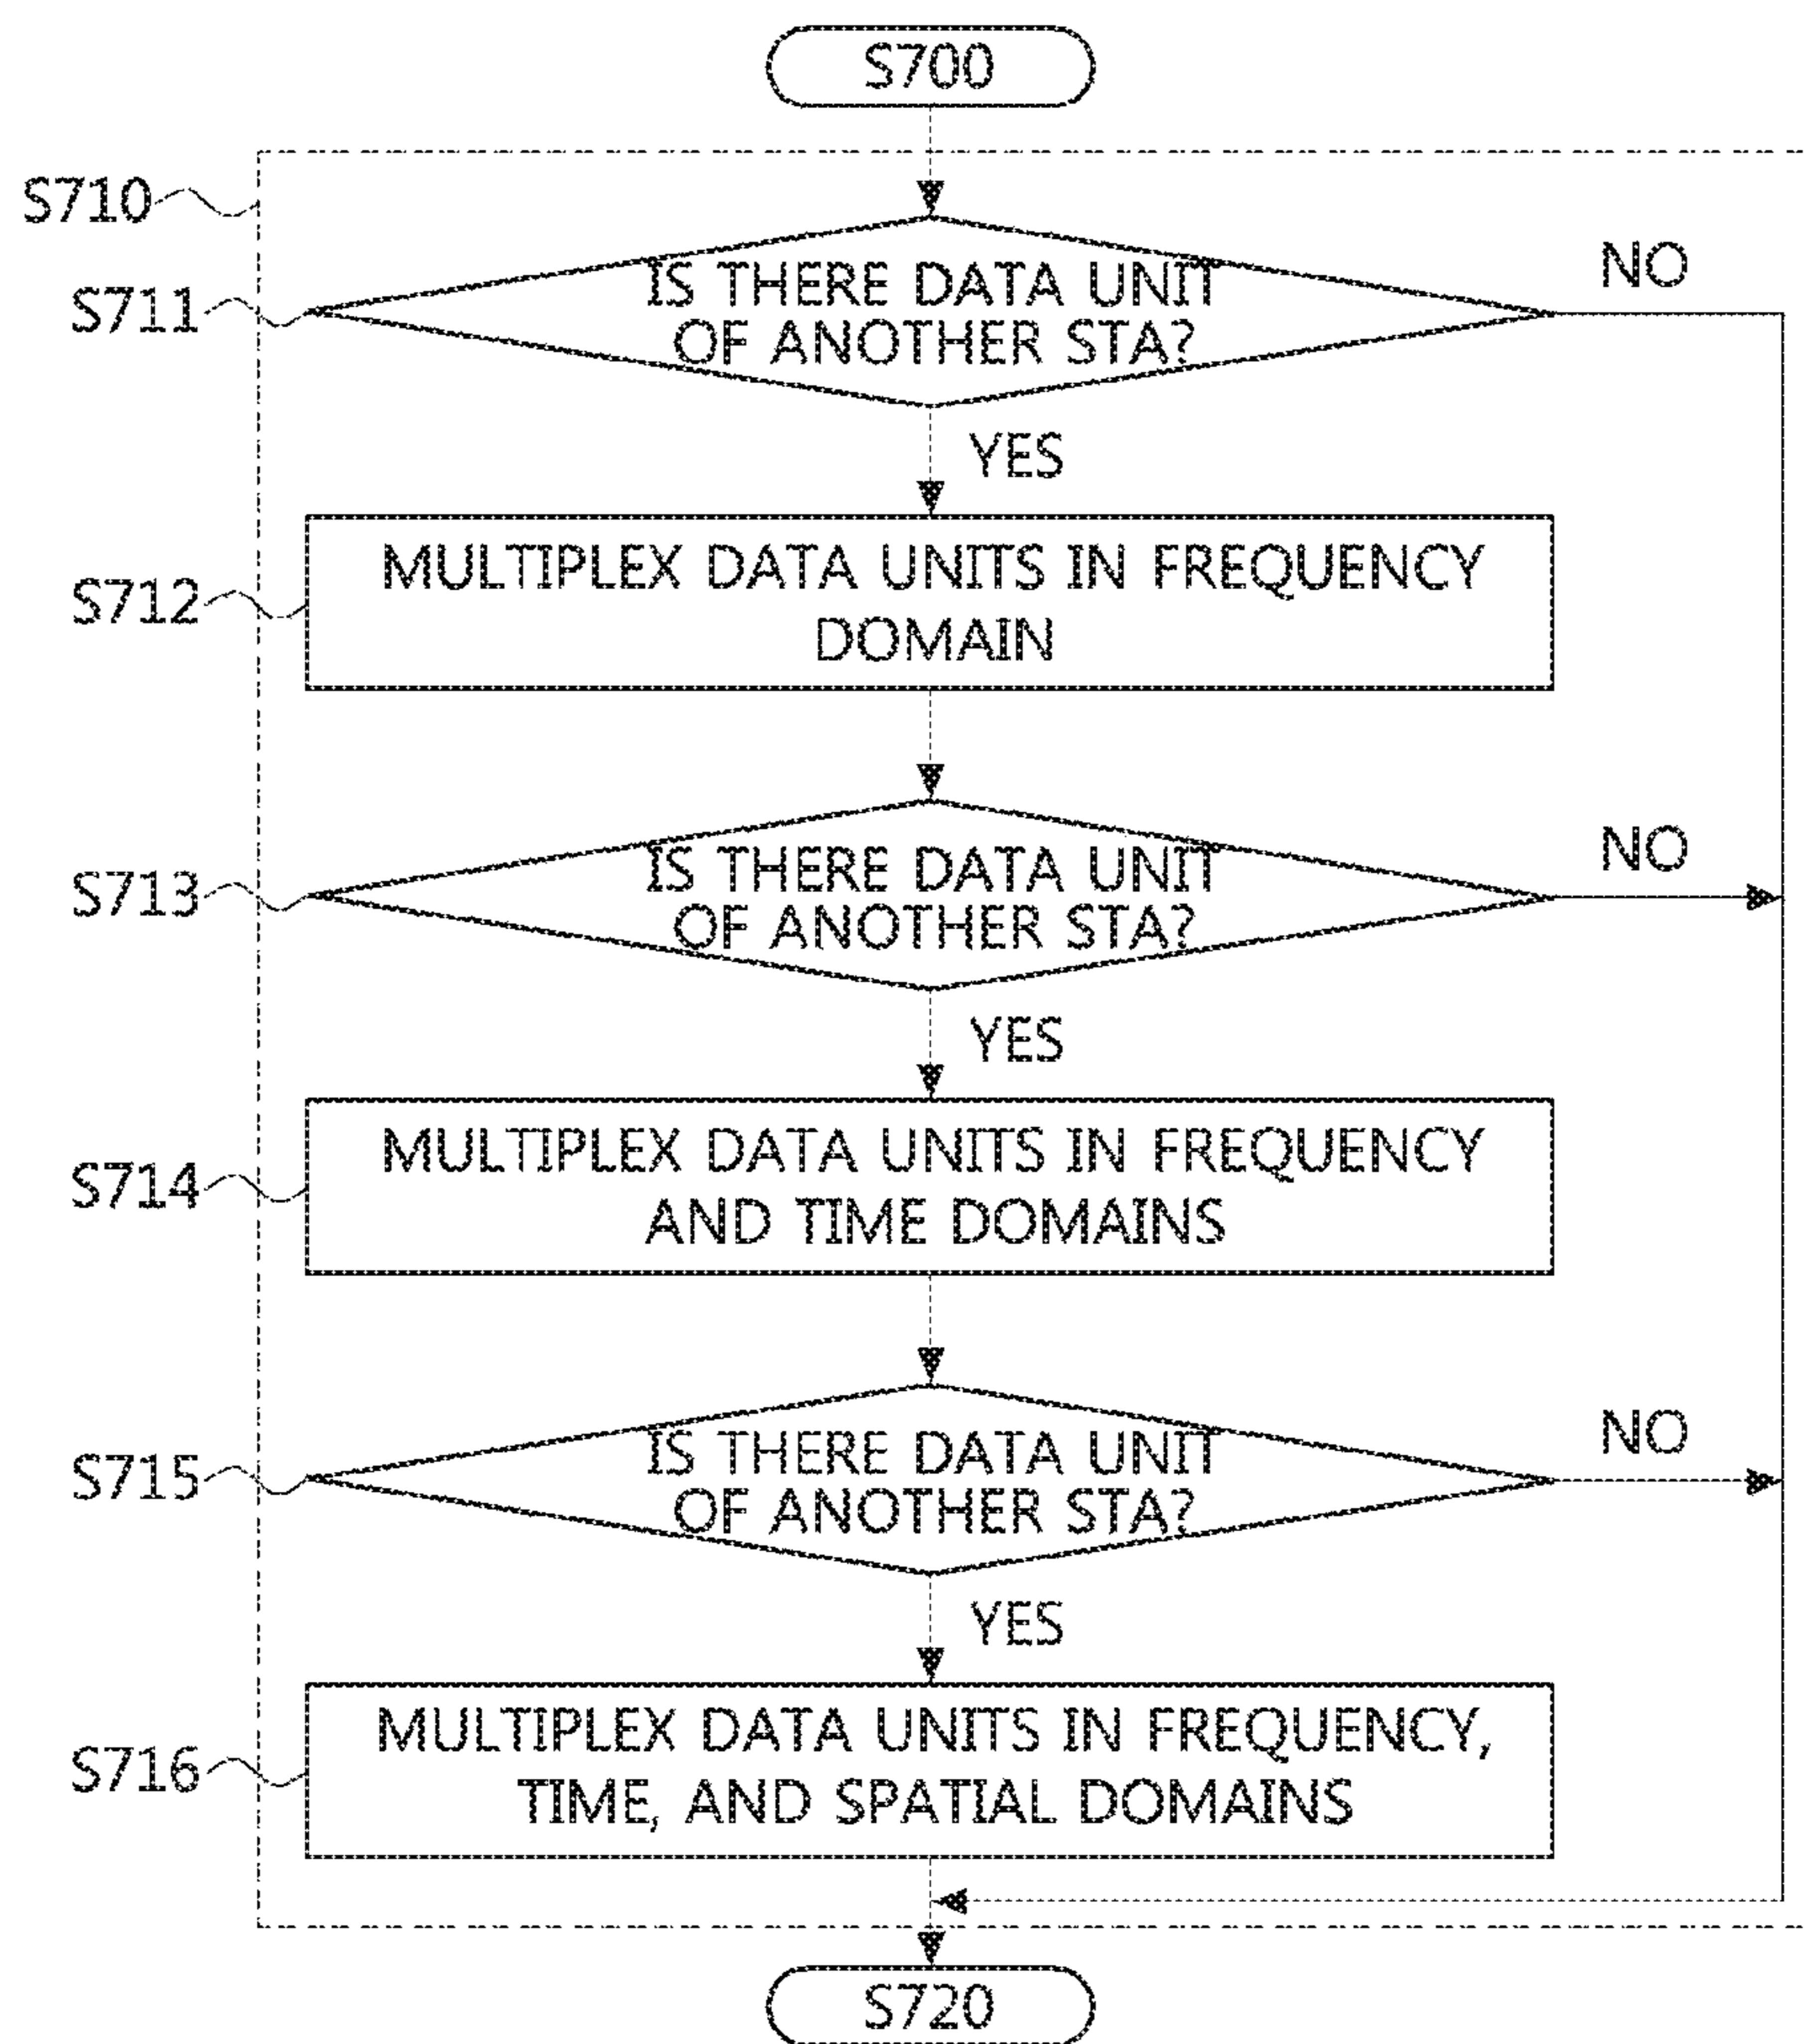 S700
S710
S711
IS THERE DATA UNIT
OF ANOTHER STA?
NO
YES
S712
MULTIPLEX DATA UNITS IN FREQUENCY
DOMAIN
S713
IS THERE DATA UNIT
OF ANOTHER STA?
NO
YES
S714
MULTIPLEX DATA UNITS IN FREQUENCY
AND TIME DOMAINS
S715
IS THERE DATA UNIT
OF ANOTHER STA?
NO
YES
S716
MULTIPLEX DATA UNITS IN FREQUENCY,
TIME, AND SPATIAL DOMAINS
S720